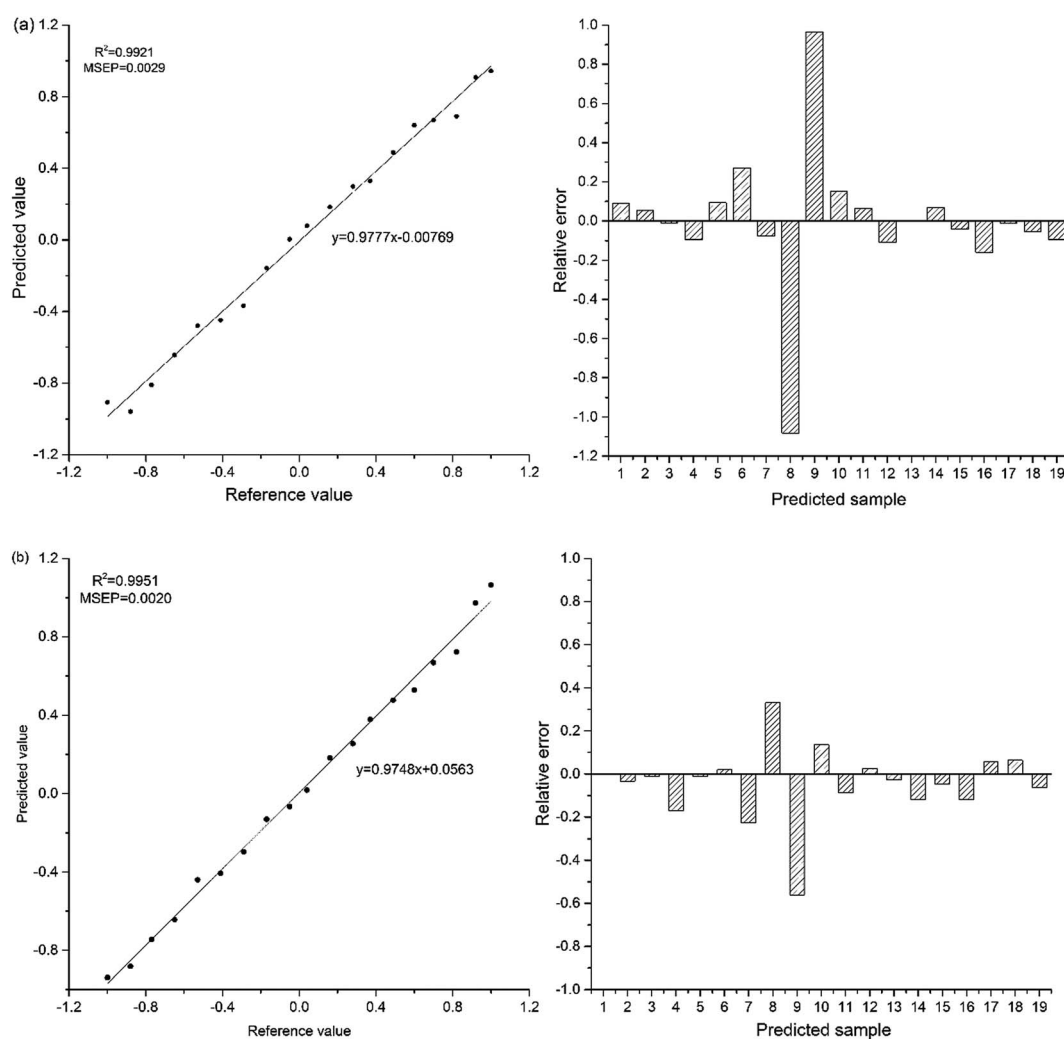 (a)
R²=0.9921
MSEP=0.0029
y=0.9777x-0.00769
1.2
0.8
0.4
0.0
-0.4
-0.8
-1.2
Predicted value
-1.2 -0.8 -0.4 0.0 0.4 0.8 1.2
Reference value
1.0
0.8
0.6
0.4
0.2
0.0
-0.2
-0.4
-0.6
-0.8
-1.0
-1.2
Relative error
1 2 3 4 5 6 7 8 9 10 11 12 13 14 15 16 17 18 19
Predicted sample
(b)
R²=0.9951
MSEP=0.0020
y=0.9748x+0.0563
1.2
0.8
0.4
0.0
-0.4
-0.8
Predicted value
-1.2 -0.8 -0.4 0.0 0.4 0.8 1.2
Reference value
1.0
0.8
0.6
0.4
0.2
0.0
-0.2
-0.4
-0.6
-0.8
-1.0
Relative error
1 2 3 4 5 6 7 8 9 10 11 12 13 14 15 16 17 18 19
Predicted sample